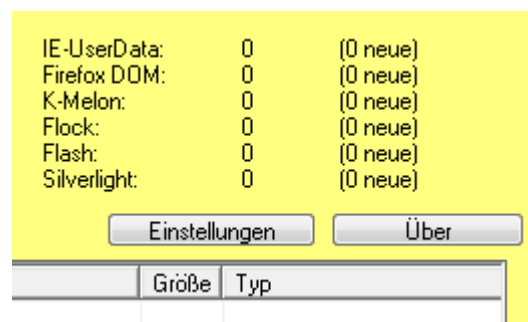 IE-UserData: 0 (0 neue)
Firefox DOM: 0 (0 neue)
K-Melon: 0 (0 neue)
Flock: 0 (0 neue)
Flash: 0 (0 neue)
Silverlight: 0 (0 neue)
Einstellungen Über
Größe Typ